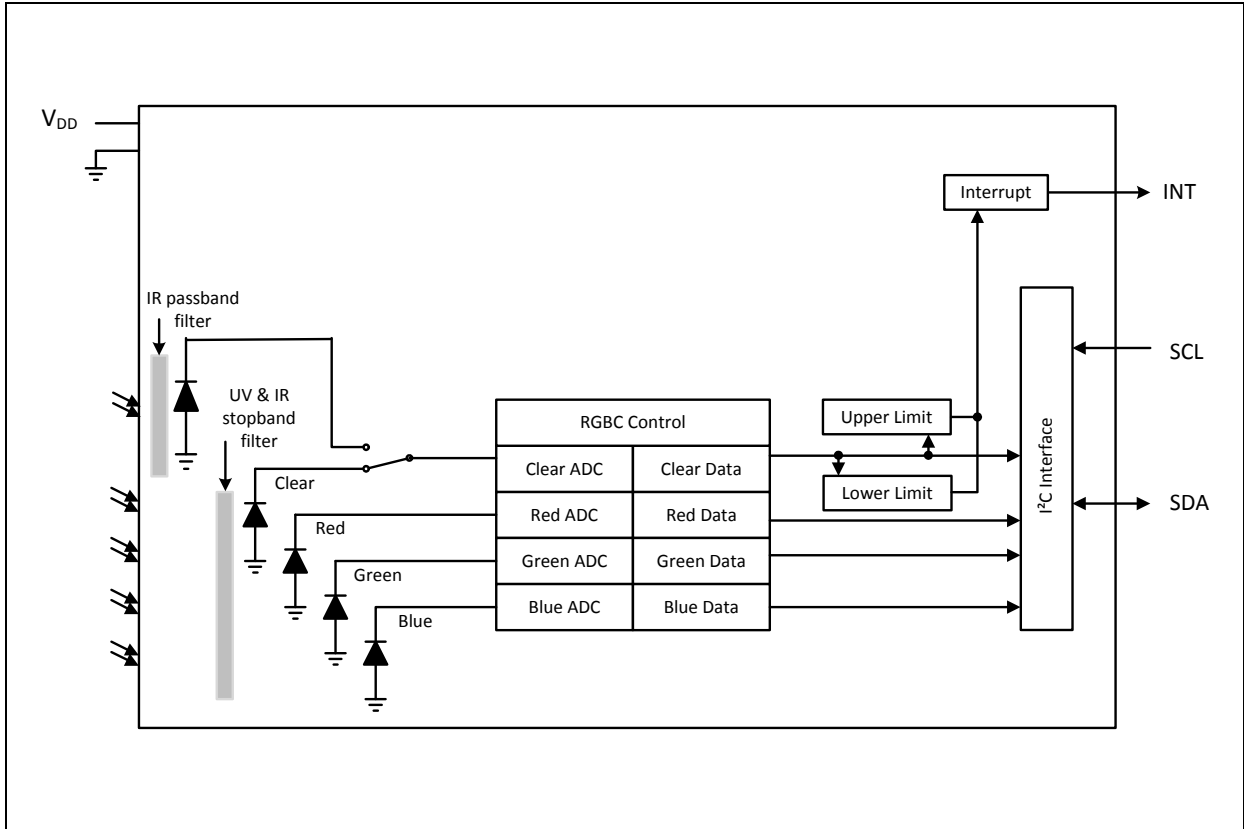 V_DD
Interrupt
INT
IR passband
filter
SCL
UV & IR
stopband
filter
RGBC Control
Upper Limit
Clear ADC
Clear Data
Clear
Lower Limit
I²C Interface
SDA
Red
Red ADC
Red Data
Green
Green ADC
Green Data
Blue
Blue ADC
Blue Data